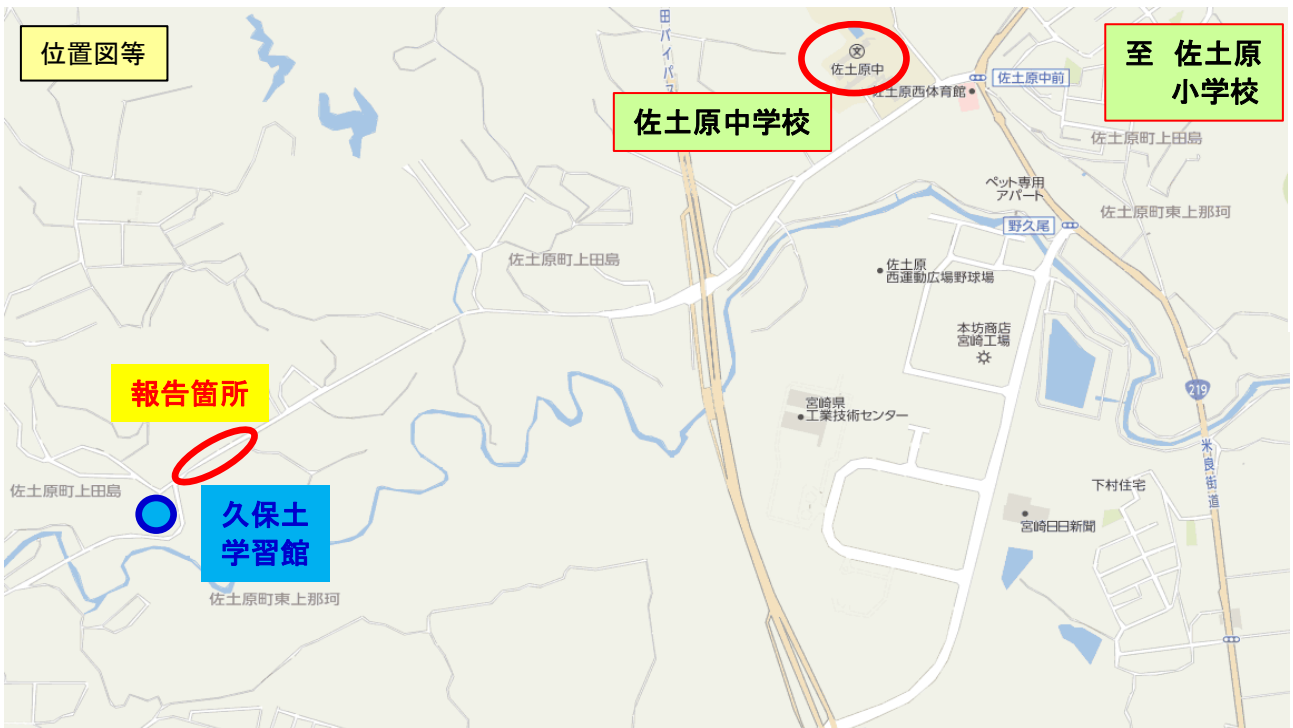 位置図等
田バイパス
佐土原中
佐土原西体育館
佐土原中前
至 佐土原
小学校
佐土原中学校
佐土原町上田島
ペット専用
アパート
佐土原町東上那珂
野久尾
佐土原町上田島
佐土原
西運動広場野球場
本坊商店
宮崎工場
報告箇所
219
宮崎県
工業技術センター
米良街道
佐土原町上田島
久保土
学習館
下村住宅
宮崎日日新聞
佐土原町東上那珂